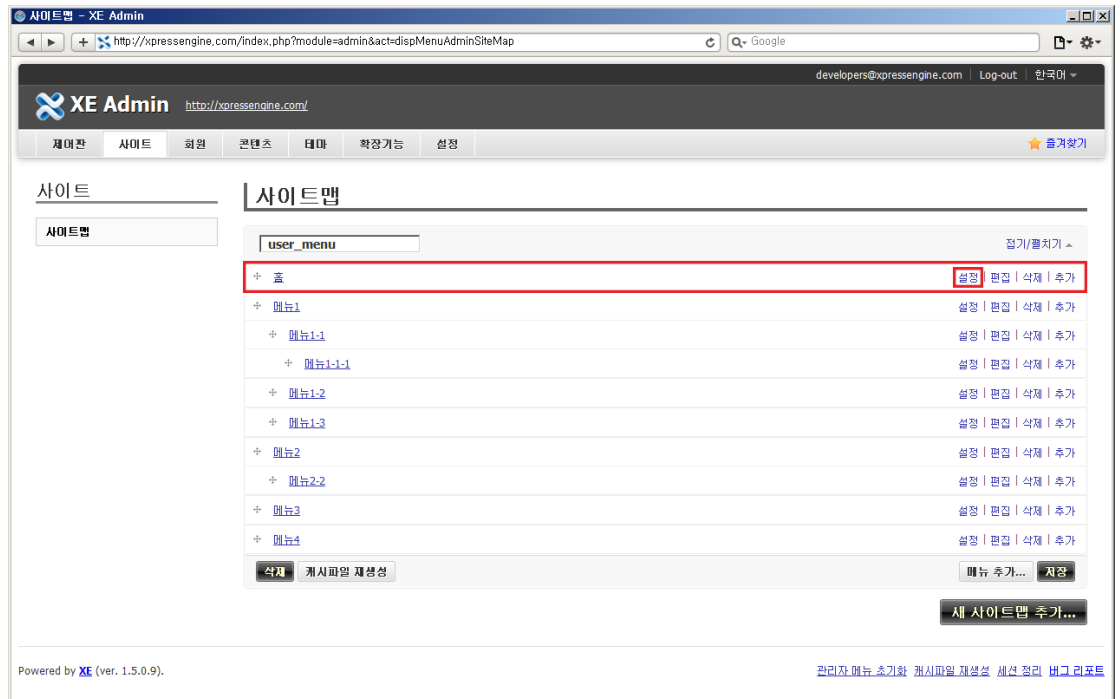 사이트맵 - XE Admin
http://xpressengine.com/index.php?module=admin&act=dispMenuAdminSiteMap
Google
developers@xpressengine.com | Log-out | 한국어
XE Admin http://xpressengine.com/
제어판 사이트 회원 콘텐츠 테마 확장기능 설정 즐겨찾기
사이트
사이트맵
사이트맵
user_menu 접기/펼치기
홈 설정 | 편집 | 삭제 | 추가
메뉴1 설정 | 편집 | 삭제 | 추가
메뉴1-1 설정 | 편집 | 삭제 | 추가
메뉴1-1-1 설정 | 편집 | 삭제 | 추가
메뉴1-2 설정 | 편집 | 삭제 | 추가
메뉴1-3 설정 | 편집 | 삭제 | 추가
메뉴2 설정 | 편집 | 삭제 | 추가
메뉴2-2 설정 | 편집 | 삭제 | 추가
메뉴3 설정 | 편집 | 삭제 | 추가
메뉴4 설정 | 편집 | 삭제 | 추가
삭제 캐시파일 재생성 메뉴 추가... 저장
새 사이트맵 추가...
Powered by XE (ver. 1.5.0.9). 관리자 메뉴 초기화 캐시파일 재생성 세션 정리 버그 리포트